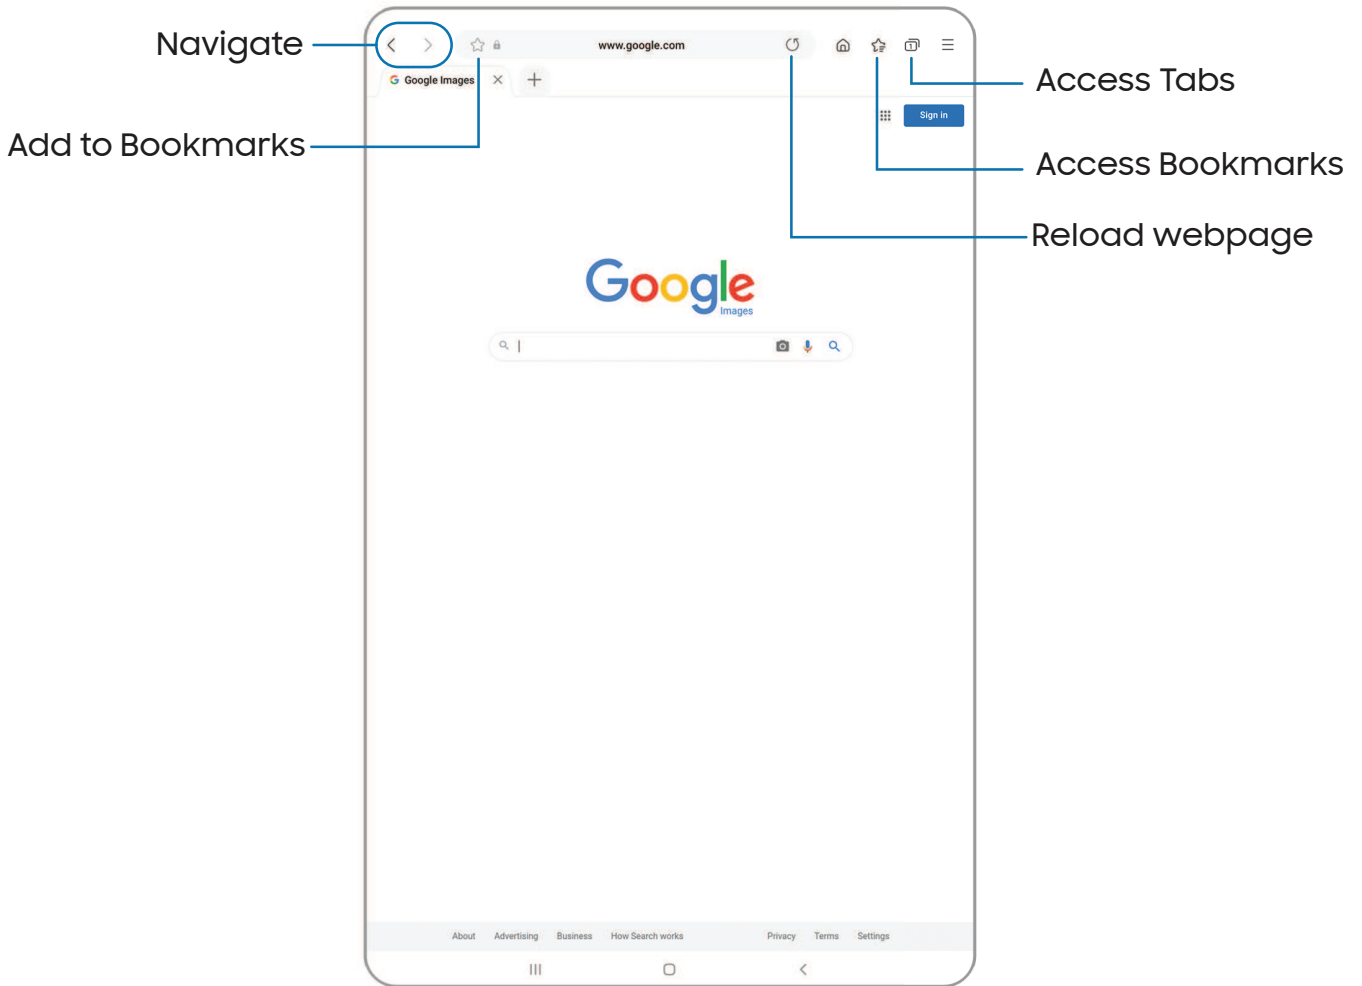 Navigate
www.google.com
1
Google Images
Access Tabs
Sign in
Add to Bookmarks
Access Bookmarks
Reload webpage
Google
Images
About Advertising Business How Search works Privacy Terms Settings